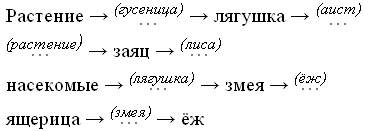 Растение → (гусеница) ... → лягушка → (аист) ...
(растение) ... → заяц → (лиса) ...
насекомые → (лягушка) ... → змея → (ёж) ...
ящерица → (змея) ... → ёж